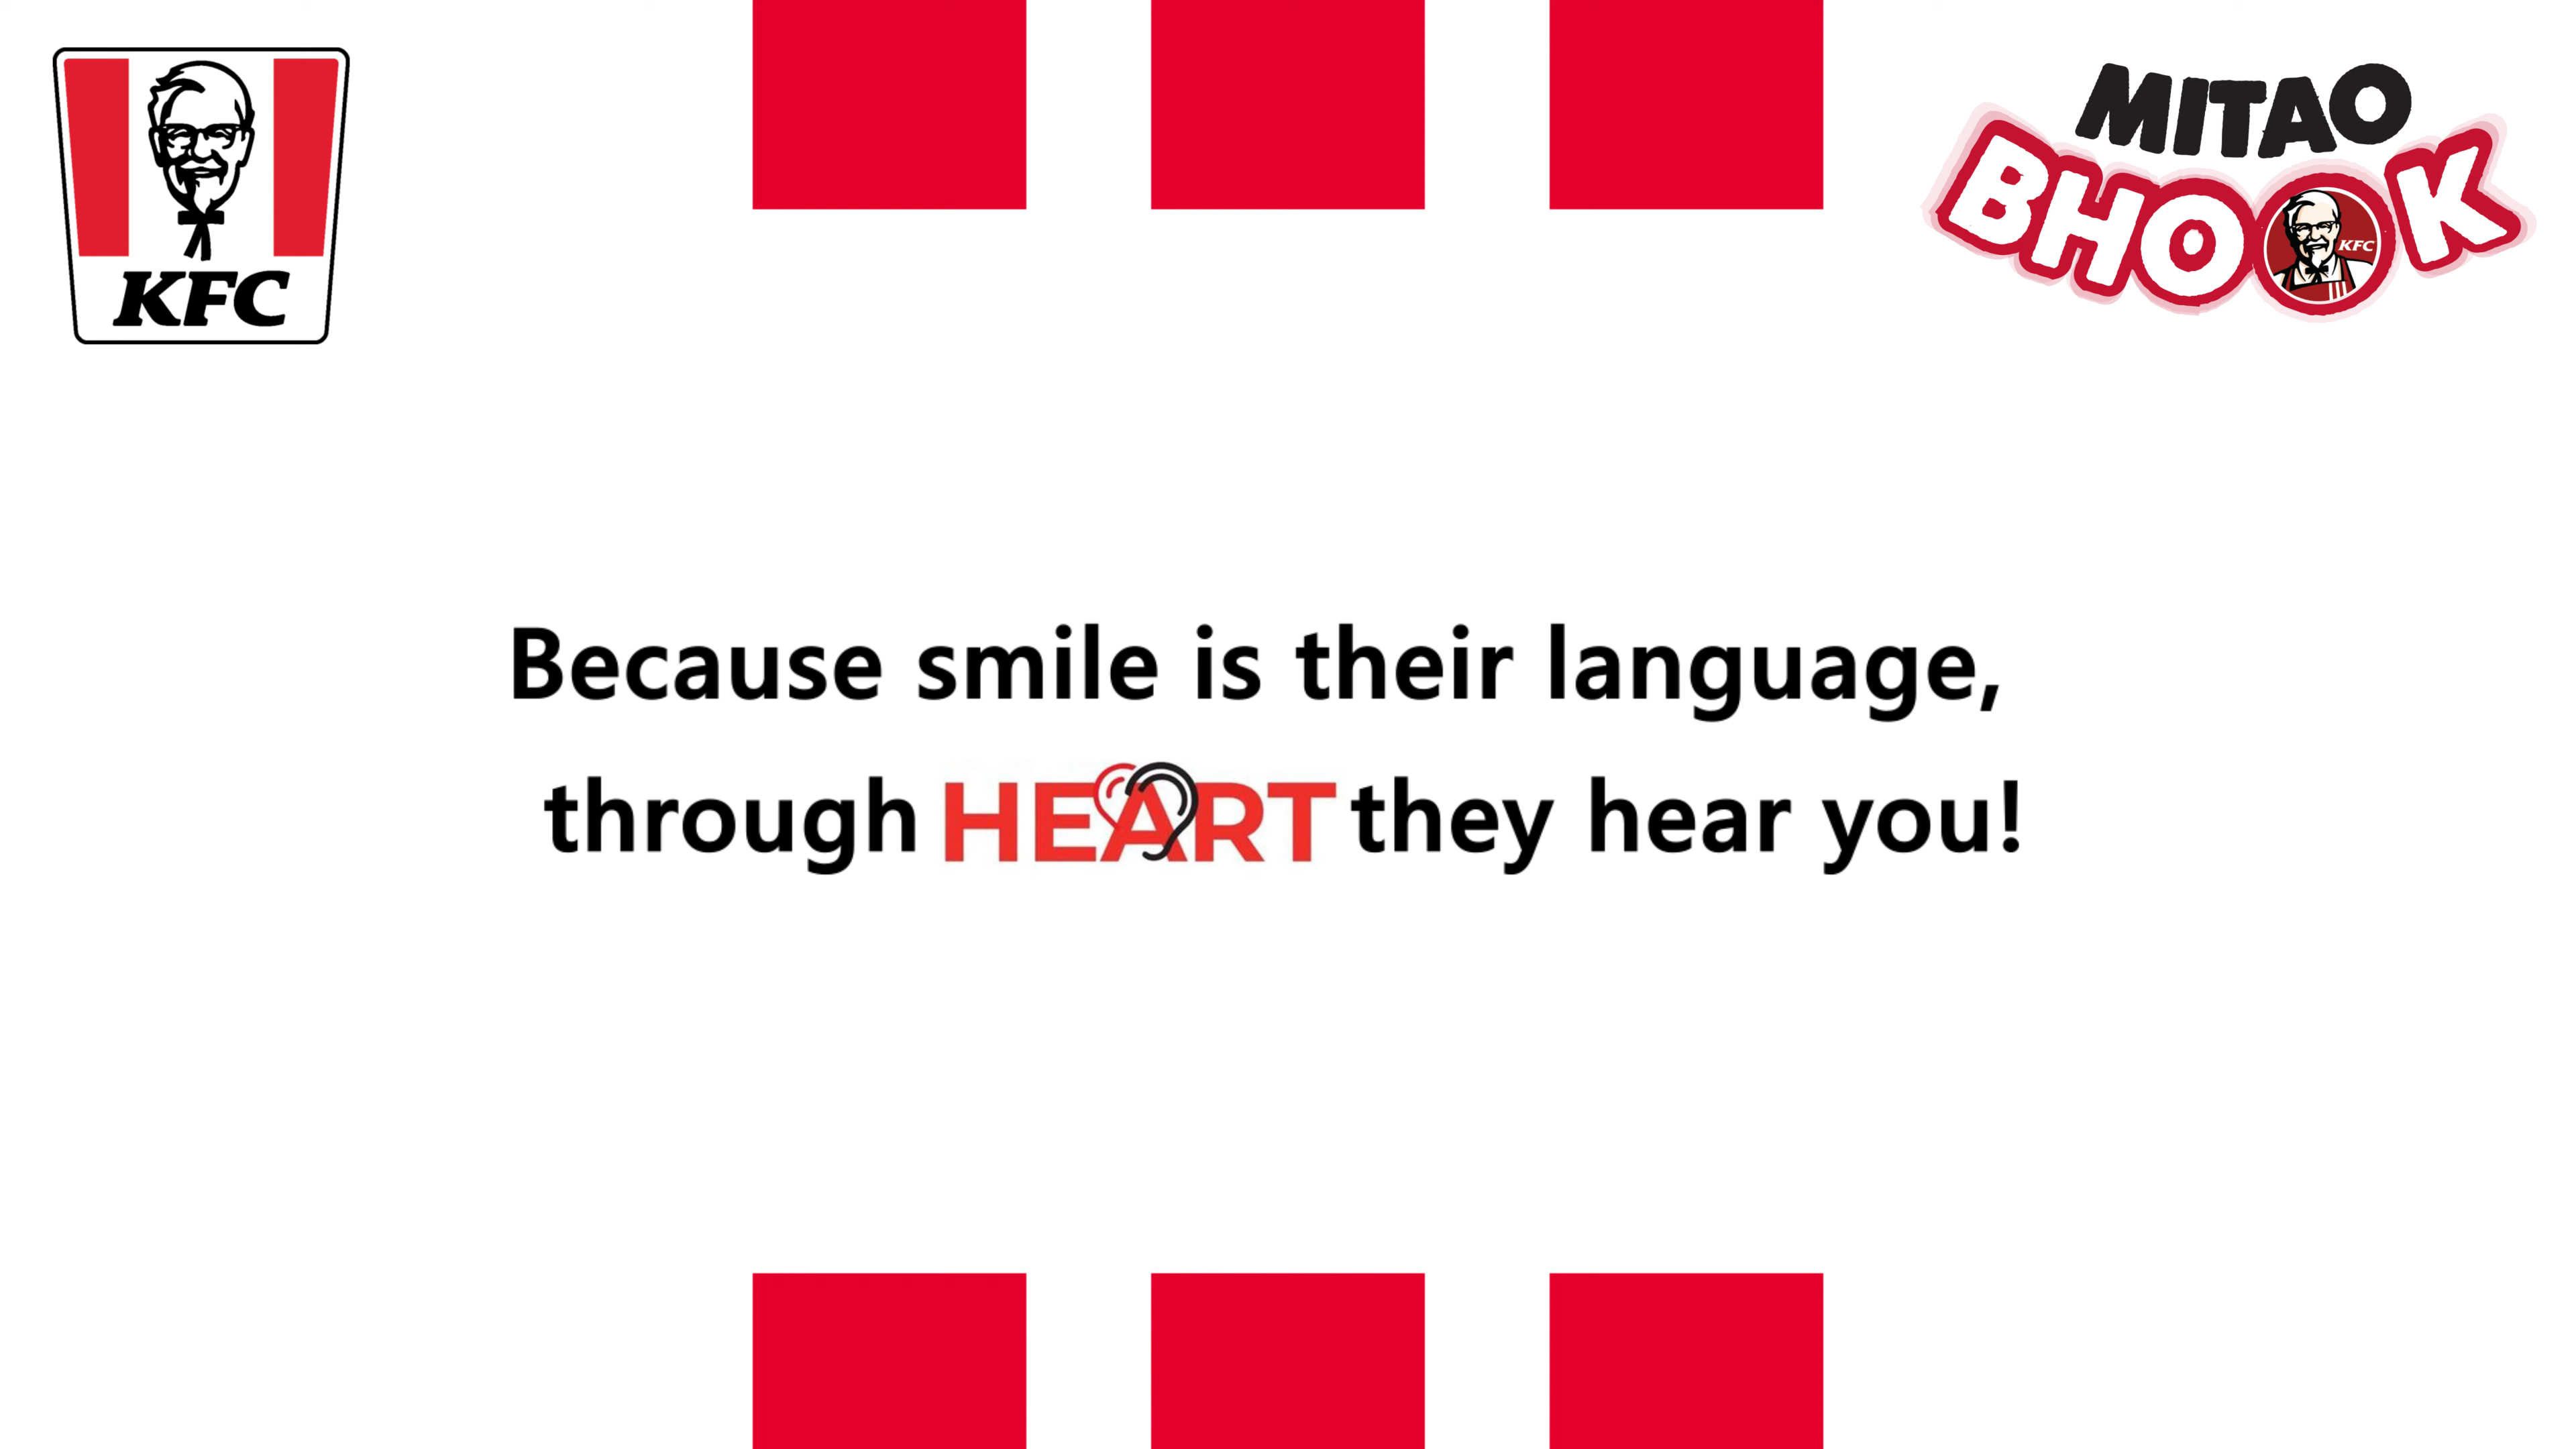 KFC
MITAO
BHOOK
KFC
Because smile is their language,
through HEART they hear you!